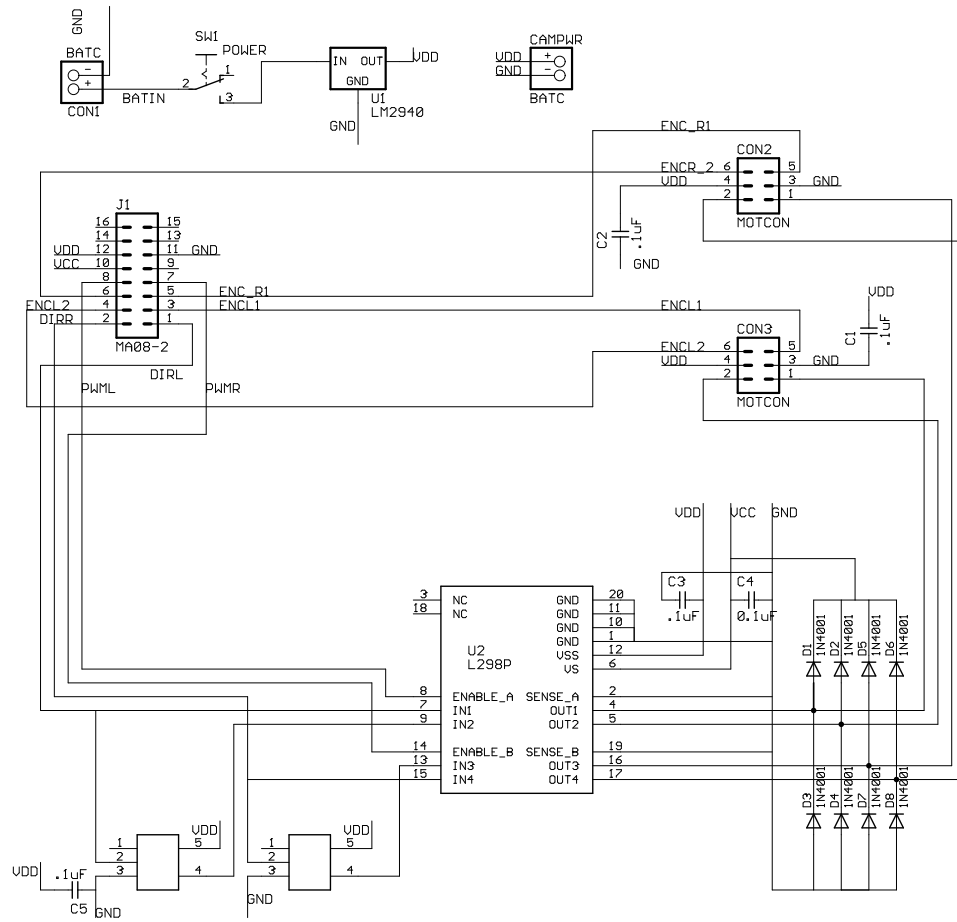 GND
BATC
-
+
CON1
BATIN
SW1
POWER
1
2
3
IN OUT
GND
VDD
U1
LM2940
GND
CAMPWR
VDD +
GND -
BATC
ENC_R1
CON2
ENCR_2 6 5
VDD 4 3 GND
2 1
MOTCON
C2
.1uF
GND
J1
16 15
14 13
VDD 12 11 GND
VCC 10 9
8 7
6 5 ENC_R1
ENCL2 4 3 ENCL1
DIRR 2 1
MA08-2
DIRL
PWML
PWMR
ENCL1
VDD
C1
.1uF
CON3
ENCL2 6 5
VDD 4 3 GND
2 1
MOTCON
VDD VCC GND
C3
.1uF
C4
0.1uF
3 NC
18 NC
GND 20
GND 11
GND 10
GND 1
VSS 12
VS 6
U2
L298P
8 ENABLE_A SENSE_A 2
7 IN1 OUT1 4
9 IN2 OUT2 5
14 ENABLE_B SENSE_B 19
13 IN3 OUT3 16
15 IN4 OUT4 17
D1
1N4001
D2
1N4001
D5
1N4001
D6
1N4001
D3
1N4001
D4
1N4001
D7
1N4001
D8
1N4001
VDD
1 5
2
3 4
VDD
1 5
2
3 4
VDD
.1uF
C5
GND
GND